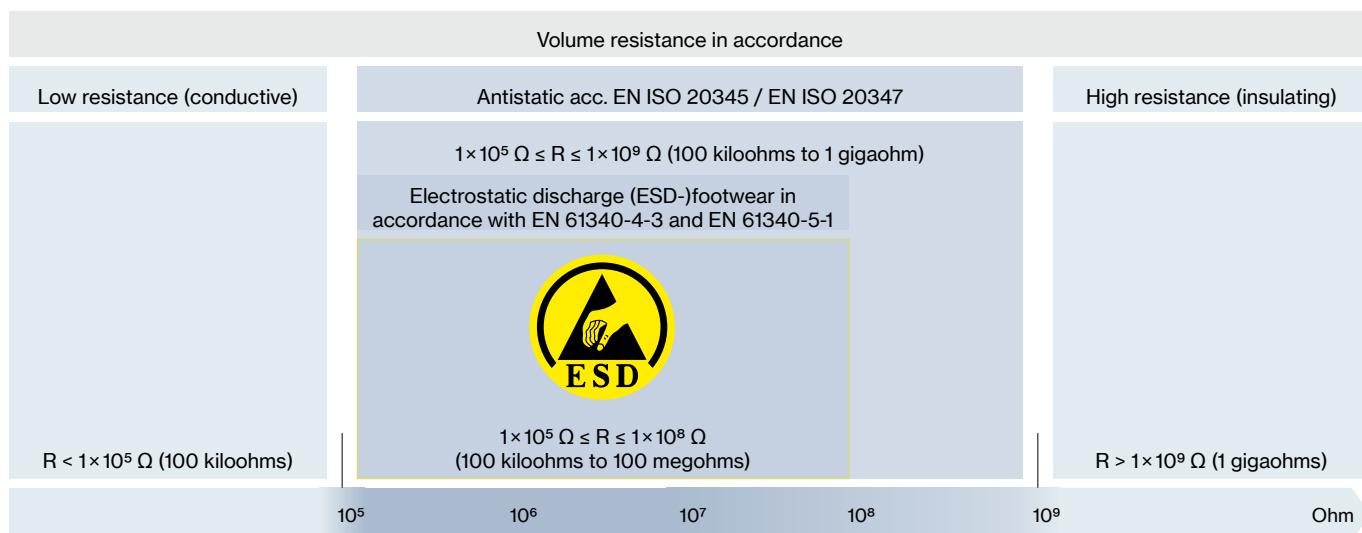 Volume resistance in accordance
Low resistance (conductive)
Antistatic acc. EN ISO 20345 / EN ISO 20347
High resistance (insulating)
1×10⁵ Ω ≤ R ≤ 1×10⁹ Ω (100 kiloohms to 1 gigaohm)
Electrostatic discharge (ESD-)footwear in
accordance with EN 61340-4-3 and EN 61340-5-1
ESD
1×10⁵ Ω ≤ R ≤ 1×10⁸ Ω
(100 kiloohms to 100 megohms)
R < 1×10⁵ Ω (100 kiloohms)
R > 1×10⁹ Ω (1 gigaohms)
10⁵ 10⁶ 10⁷ 10⁸ 10⁹ Ohm